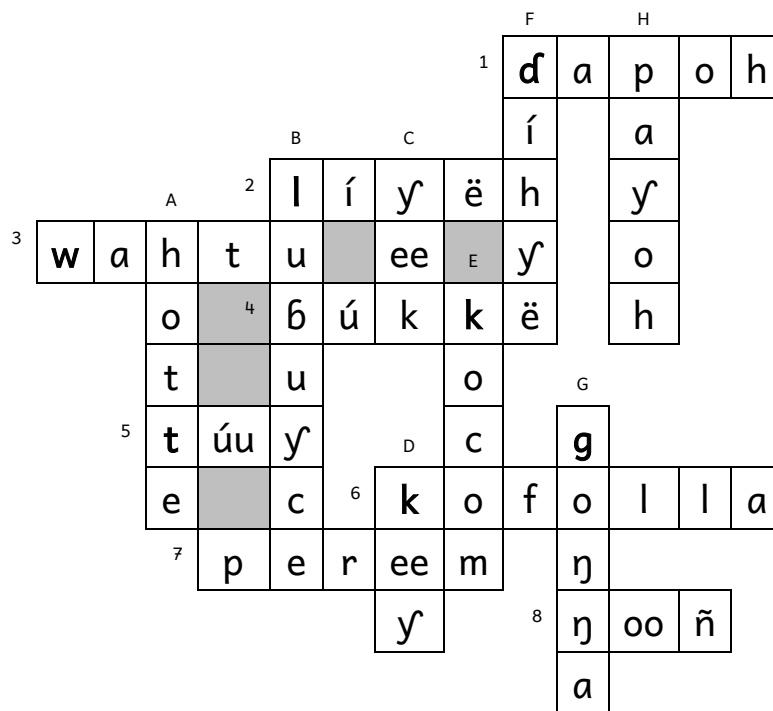 F H
1 ɗ a p o h
í a
B C
2 l í ƴ ë h ƴ
A
3 w a h t u ee E ƴ o
o 4 ɓ ú k k ë h
t u o
G
5 t úu ƴ D c g
e c 6 k o f o l l a
7 p e r ee m ŋ
ƴ 8 ŋ oo ñ
a